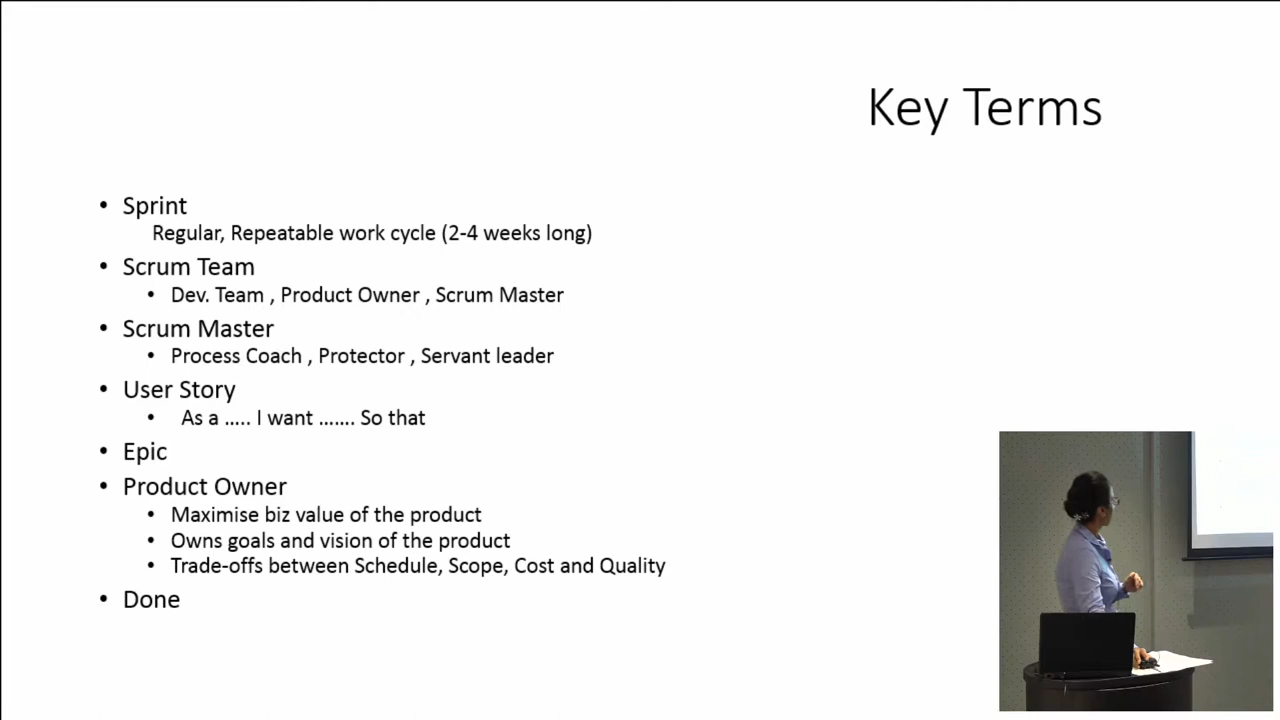 Key Terms
• Sprint
Regular, Repeatable work cycle (2-4 weeks long)
• Scrum Team
• Dev. Team , Product Owner , Scrum Master
• Scrum Master
• Process Coach , Protector , Servant leader
• User Story
• As a ..... I want ....... So that
• Epic
• Product Owner
• Maximise biz value of the product
• Owns goals and vision of the product
• Trade-offs between Schedule, Scope, Cost and Quality
• Done